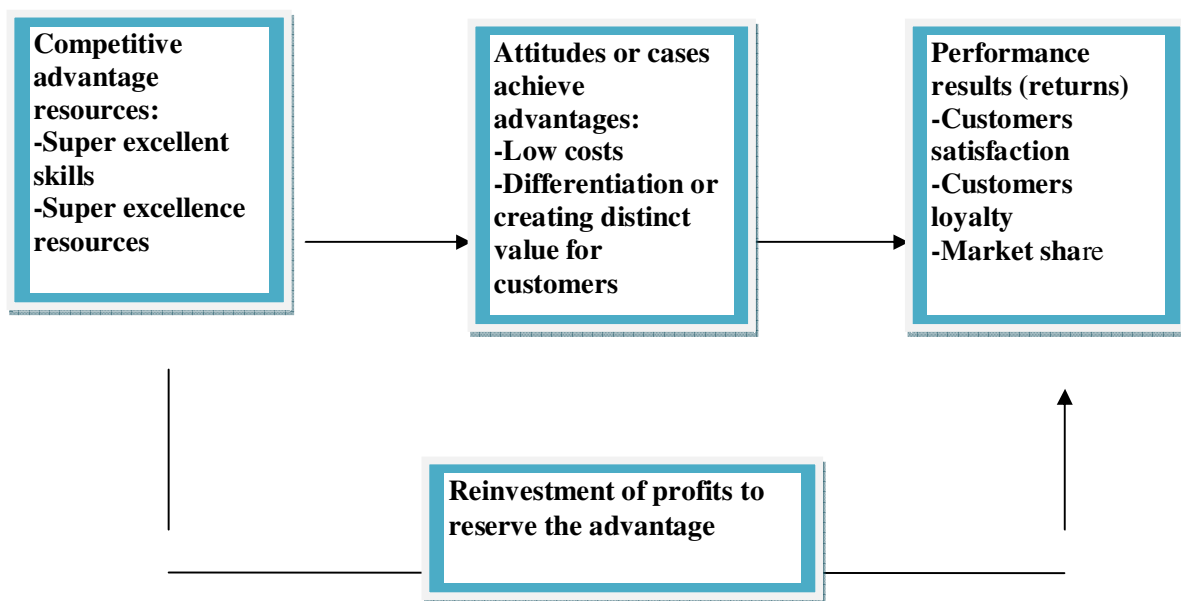 Competitive
advantage
resources:
-Super excellent
skills
-Super excellence
resources
Attitudes or cases
achieve
advantages:
-Low costs
-Differentiation or
creating distinct
value for
customers
Performance
results (returns)
-Customers
satisfaction
-Customers
loyalty
-Market share
Reinvestment of profits to
reserve the advantage